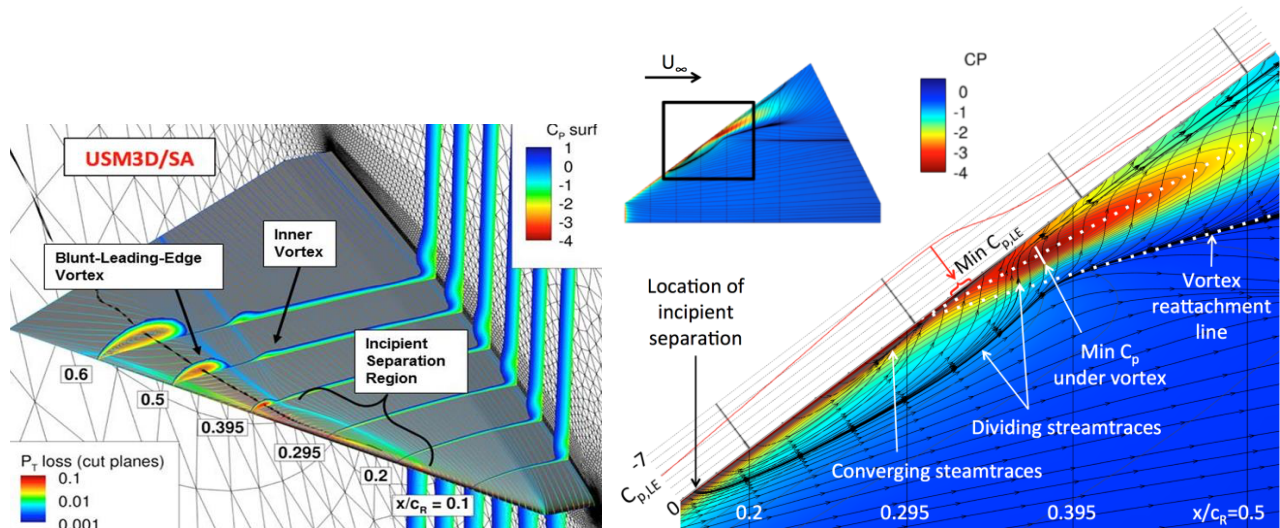 USM3D/SA
C_P surf
1
0
-1
-2
-3
-4
Blunt-Leading-Edge
Vortex
Inner
Vortex
Incipient
Separation
Region
0.6
0.5
0.395
0.295
0.2
x/c_R = 0.1
P_T loss (cut planes)
0.1
0.01
0.001
U_∞
CP
0
-1
-2
-3
-4
Min C_p,LE
Location of
incipient
separation
Vortex
reattachment
line
Min C_p
under vortex
Dividing streamtraces
Converging steamtraces
-7
C_p,LE
0
0.2
0.295
0.395
x/c_R=0.5